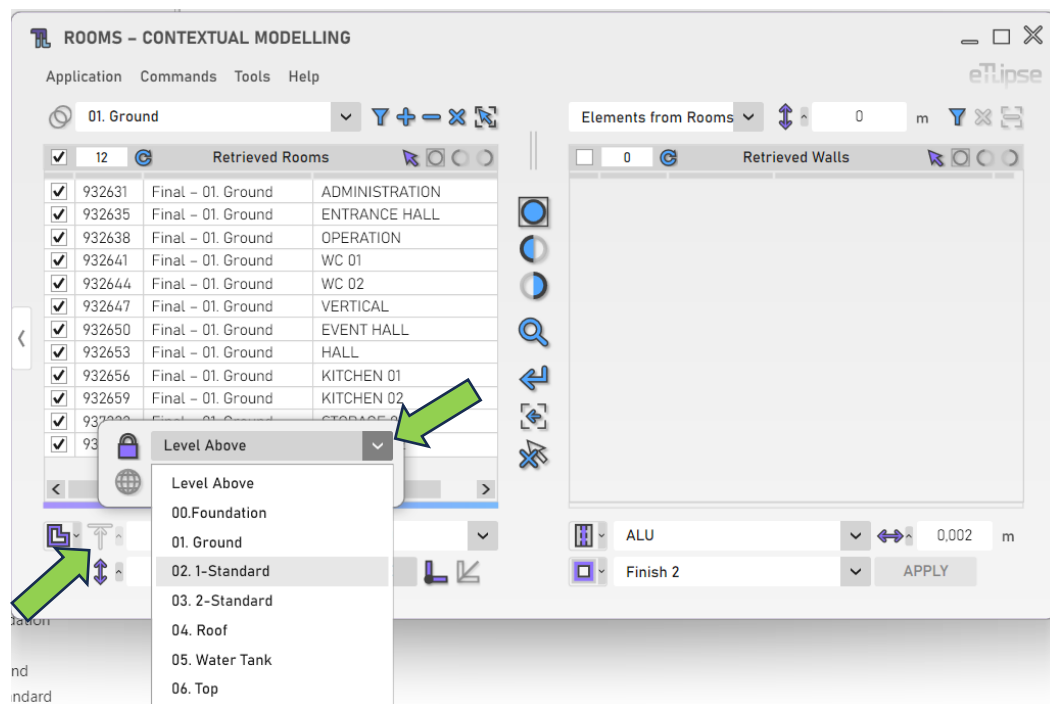 ROOMS – CONTEXTUAL MODELLING
Application Commands Tools Help
eTLipse
01. Ground
Elements from Rooms 0 m
12 Retrieved Rooms
0 Retrieved Walls
932631 Final – 01. Ground ADMINISTRATION
932635 Final – 01. Ground ENTRANCE HALL
932638 Final – 01. Ground OPERATION
932641 Final – 01. Ground WC 01
932644 Final – 01. Ground WC 02
932647 Final – 01. Ground VERTICAL
932650 Final – 01. Ground EVENT HALL
932653 Final – 01. Ground HALL
932656 Final – 01. Ground KITCHEN 01
932659 Final – 01. Ground KITCHEN 02
Level Above
Level Above
00.Foundation
01. Ground
02. 1-Standard
03. 2-Standard
04. Roof
05. Water Tank
06. Top
ALU 0,002 m
Finish 2 APPLY